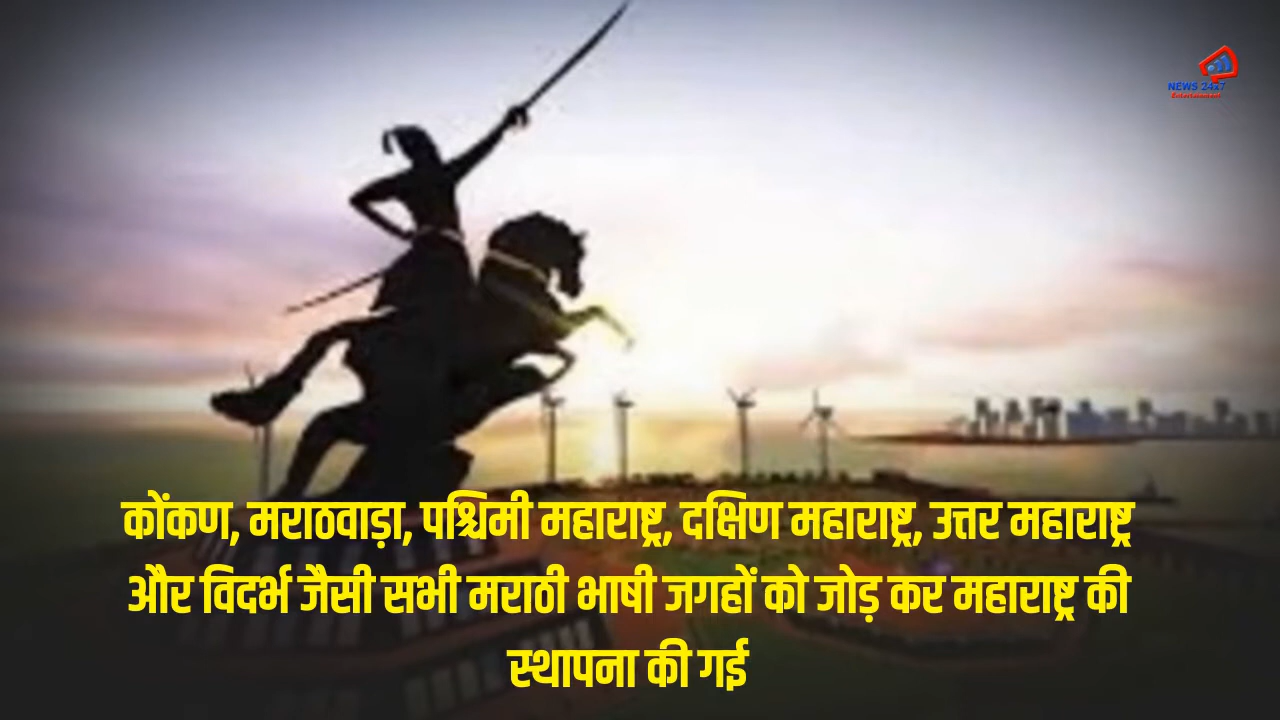 NEWS 24x7
Entertainment
कोंकण, मराठवाड़ा, पश्चिमी महाराष्ट्र, दक्षिण महाराष्ट्र, उत्तर महाराष्ट्र
और विदर्भ जैसी सभी मराठी भाषी जगहों को जोड़ कर महाराष्ट्र की
स्थापना की गई